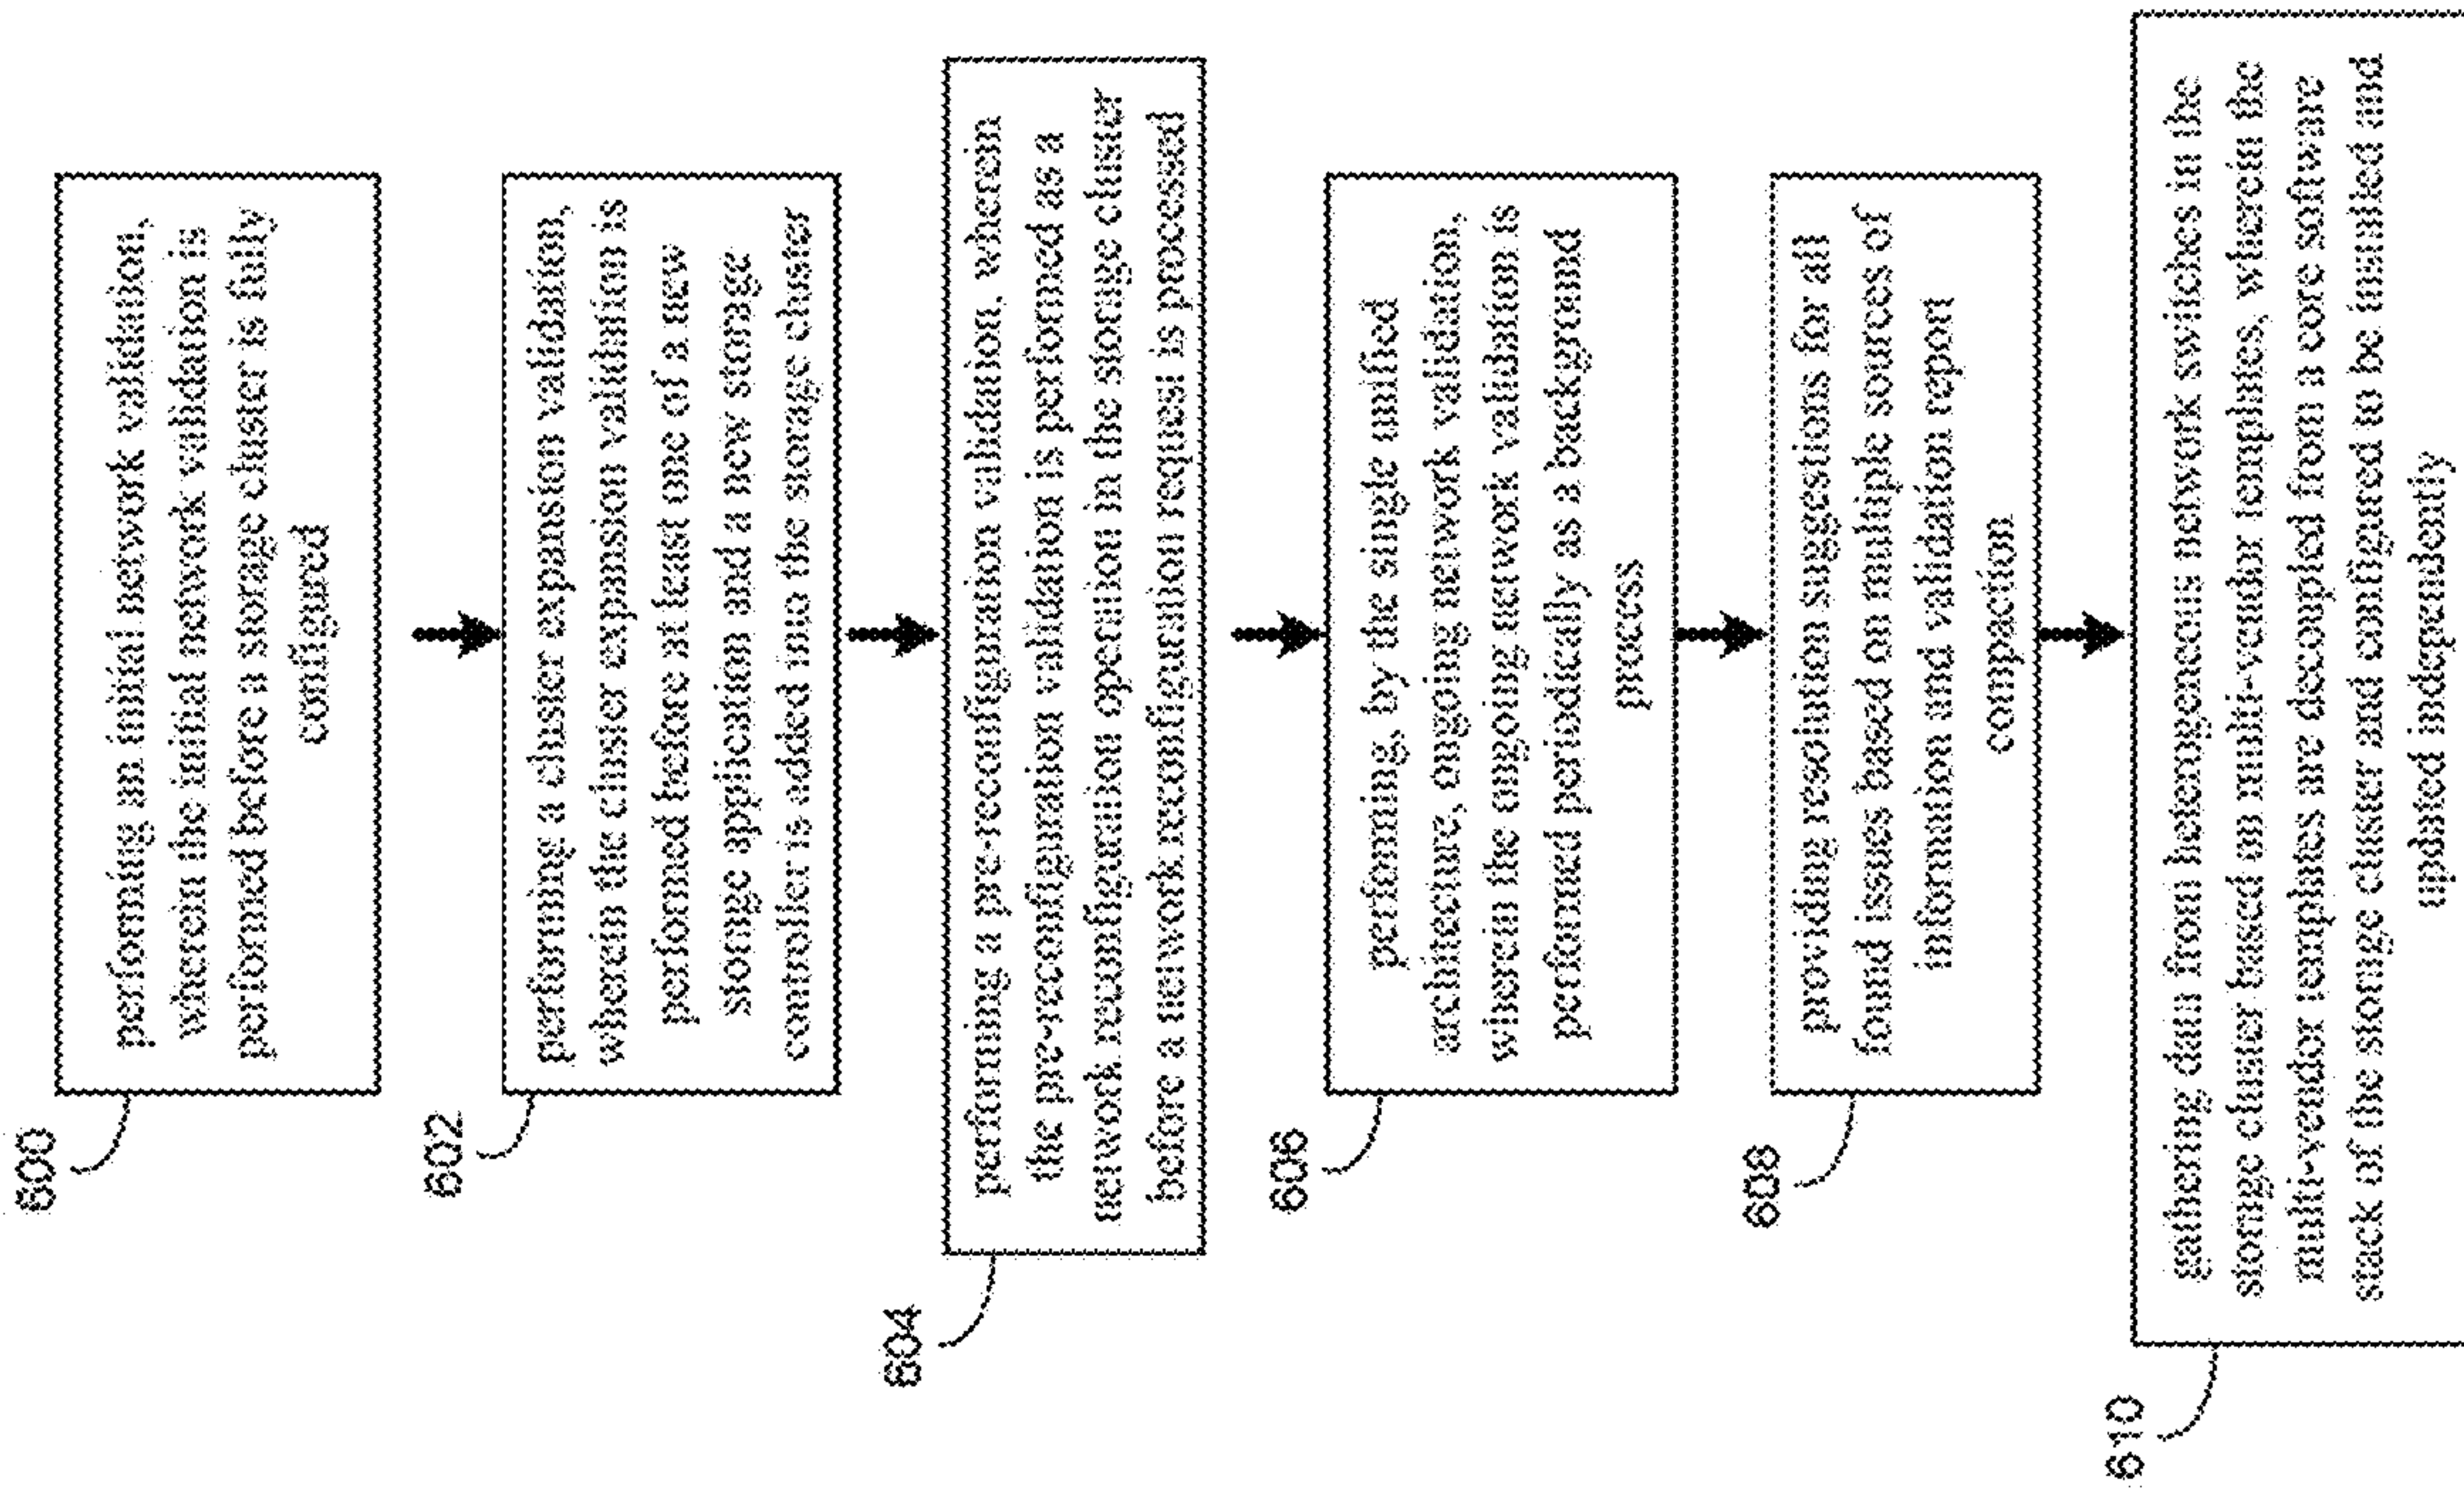 600
performing an initial network validation,
wherein the initial network validation is
performed before a storage cluster is fully
configured
602
performing a cluster expansion validation,
wherein the cluster expansion validation is
performed before at least one of a new
storage application and a new storage
controller is added into the storage cluster
604
performing a pre-reconfiguration validation, wherein
the pre-reconfiguration validation is performed as a
network reconfiguration operation in the storage cluster
before a network reconfiguration request is processed
606
performing, by the single unified
architecture, ongoing network validation,
wherein the ongoing network validation is
performed periodically as a background
process
608
providing resolution suggestions for all
found issues based on multiple sources of
information and validation report
compaction
610
gathering data from heterogeneous network switches in the
storage cluster based on multi-vendor templates, wherein the
multi-vendor templates are decoupled from a core software
stack of the storage cluster and configured to be installed and
updated independently